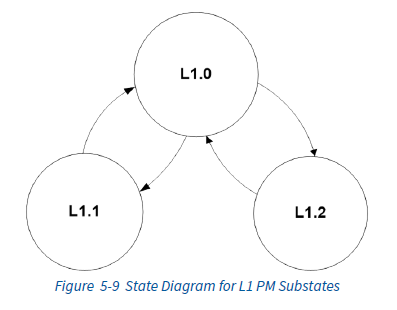 L1.0
L1.1
L1.2
Figure 5-9 State Diagram for L1 PM Substates